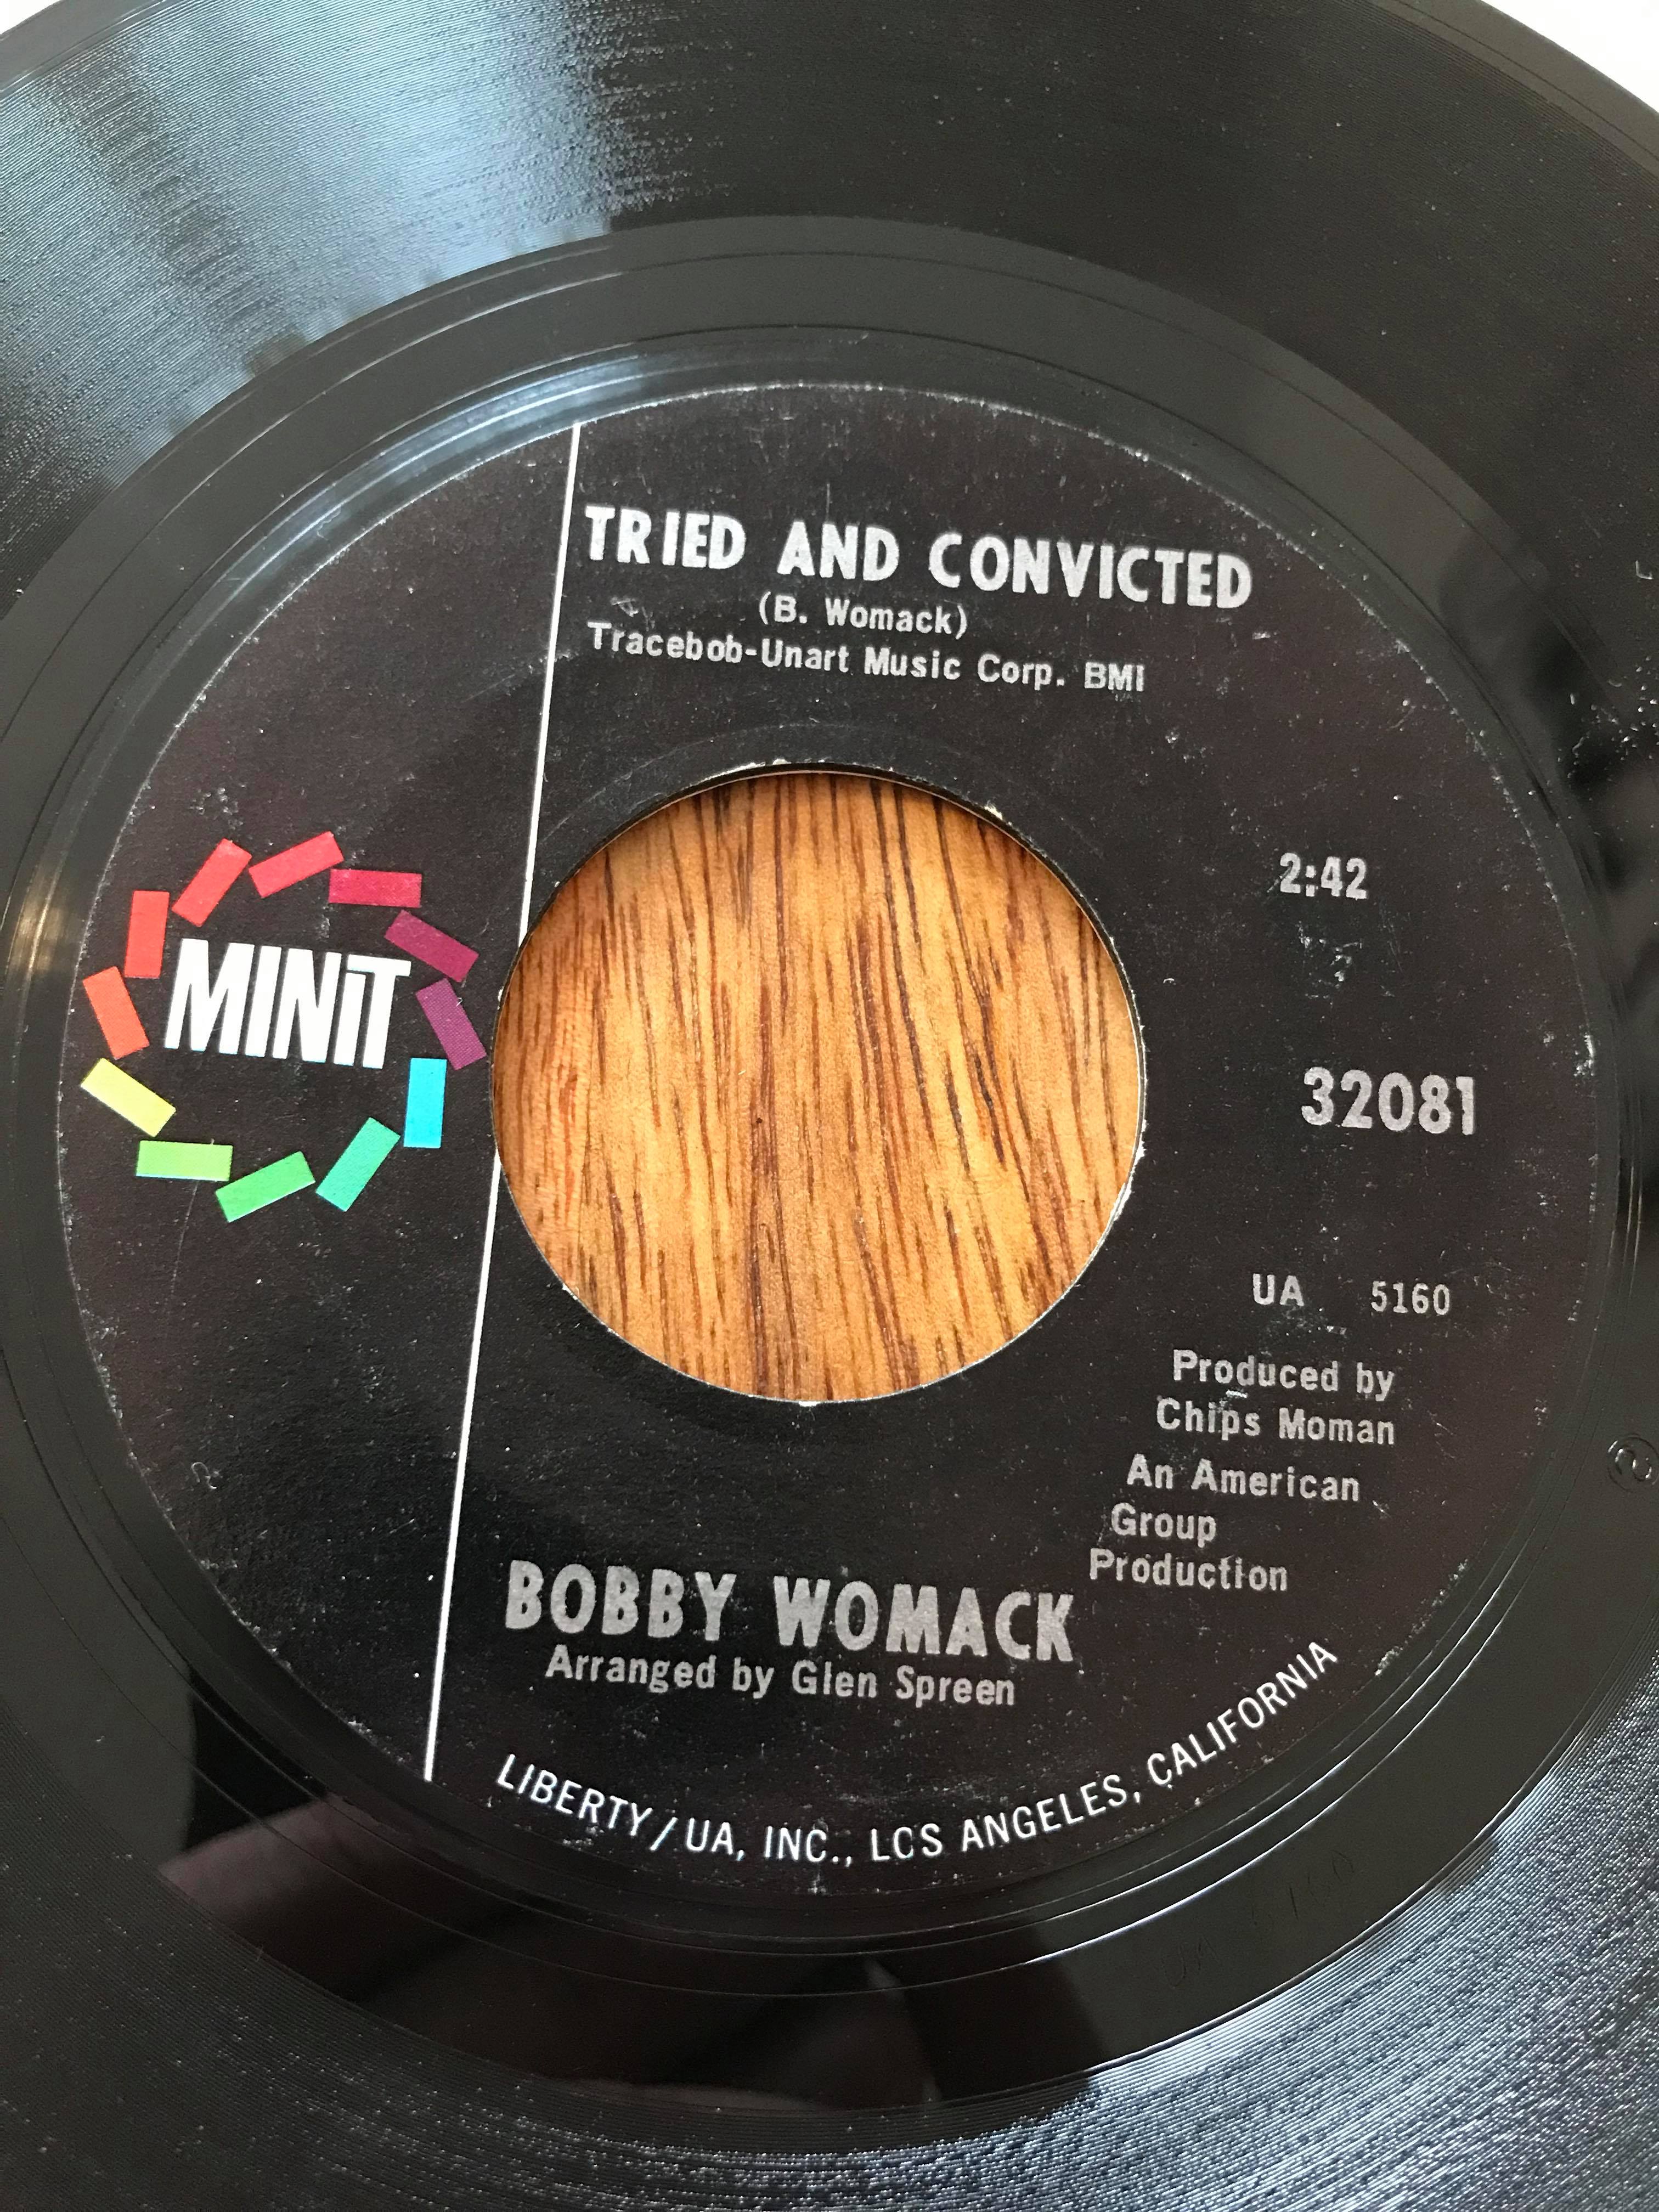 TRIED AND CONVICTED
(B. Womack)
Tracebob-Unart Music Corp. BMI
2:42
MINiT
32081
UA 5160
Produced by
Chips Moman
An American
Group
Production
BOBBY WOMACK
Arranged by Glen Spreen
LIBERTY/UA, INC., LOS ANGELES, CALIFORNIA